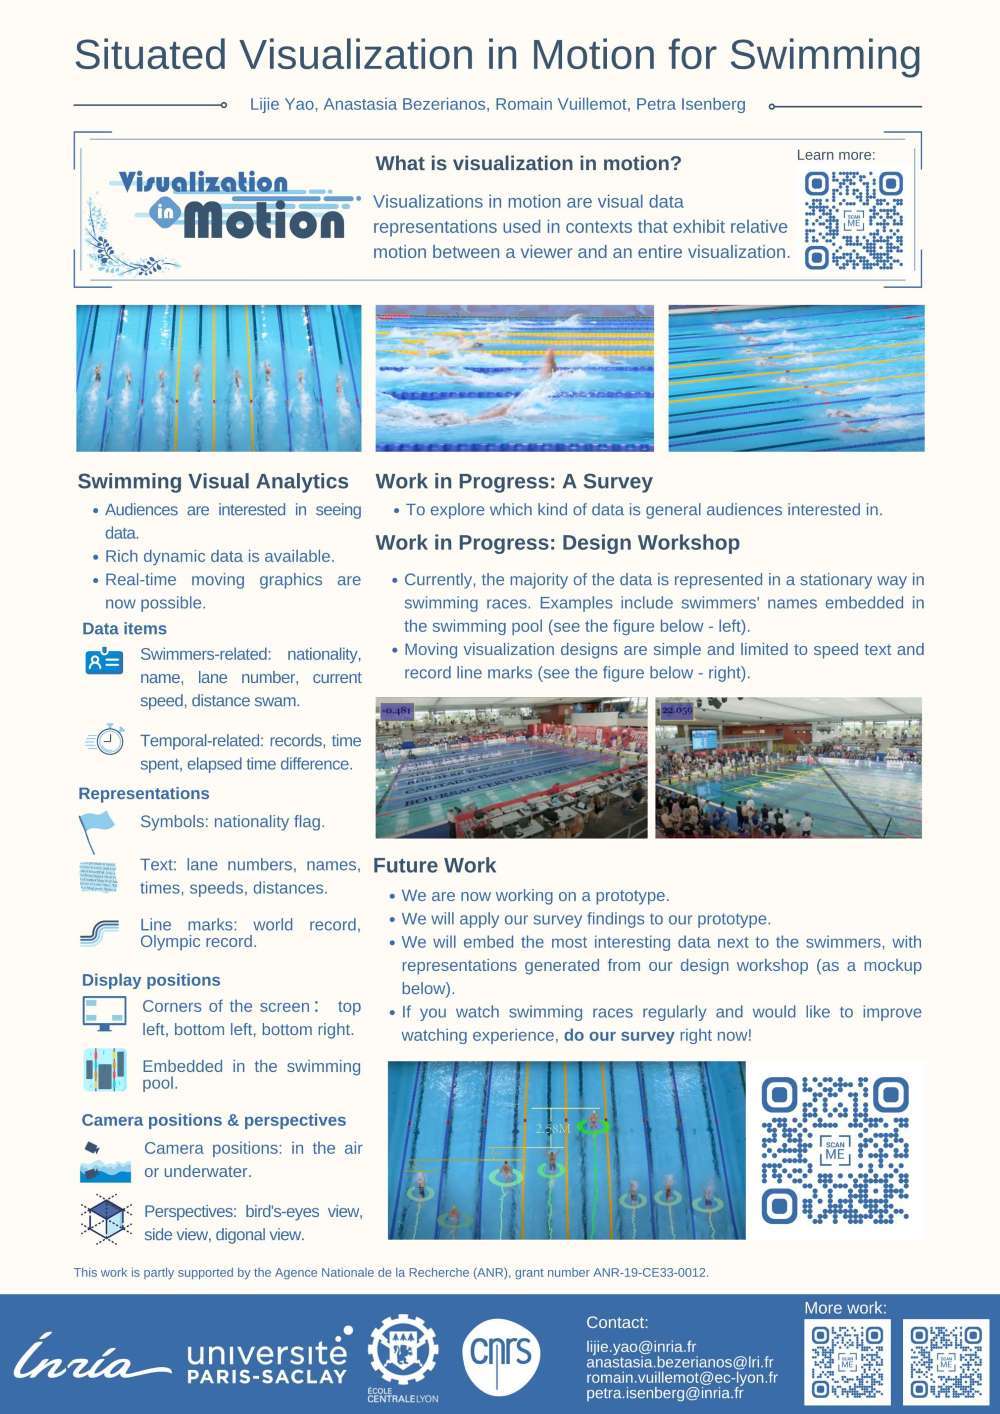 Situated Visualization in Motion for Swimming
Lijie Yao, Anastasia Bezerianos, Romain Vuillemot, Petra Isenberg
Visualization
in
Motion
What is visualization in motion?
Visualizations in motion are visual data
representations used in contexts that exhibit relative
motion between a viewer and an entire visualization.
Learn more:
SCAN
ME
Swimming Visual Analytics
• Audiences are interested in seeing
data.
• Rich dynamic data is available.
• Real-time moving graphics are
now possible.
Data items
Swimmers-related: nationality,
name, lane number, current
speed, distance swam.
Temporal-related: records, time
spent, elapsed time difference.
Representations
Symbols: nationality flag.
Text: lane numbers, names,
times, speeds, distances.
Line marks: world record,
Olympic record.
Display positions
Corners of the screen： top
left, bottom left, bottom right.
Embedded in the swimming
pool.
Camera positions & perspectives
Camera positions: in the air
or underwater.
Perspectives: bird's-eyes view,
side view, digonal view.
Work in Progress: A Survey
• To explore which kind of data is general audiences interested in.
Work in Progress: Design Workshop
• Currently, the majority of the data is represented in a stationary way in
swimming races. Examples include swimmers' names embedded in
the swimming pool (see the figure below - left).
• Moving visualization designs are simple and limited to speed text and
record line marks (see the figure below - right).
-0.481
22.059
Future Work
• We are now working on a prototype.
• We will apply our survey findings to our prototype.
• We will embed the most interesting data next to the swimmers, with
representations generated from our design workshop (as a mockup
below).
• If you watch swimming races regularly and would like to improve
watching experience, do our survey right now!
SCAN
ME
This work is partly supported by the Agence Nationale de la Recherche (ANR), grant number ANR-19-CE33-0012.
Inria
université
PARIS-SACLAY
ÉCOLE
CENTRALELYON
cnrs
Contact:
lijie.yao@inria.fr
anastasia.bezerianos@lri.fr
romain.vuillemot@ec-lyon.fr
petra.isenberg@inria.fr
More work:
SCAN
ME
SCAN
ME